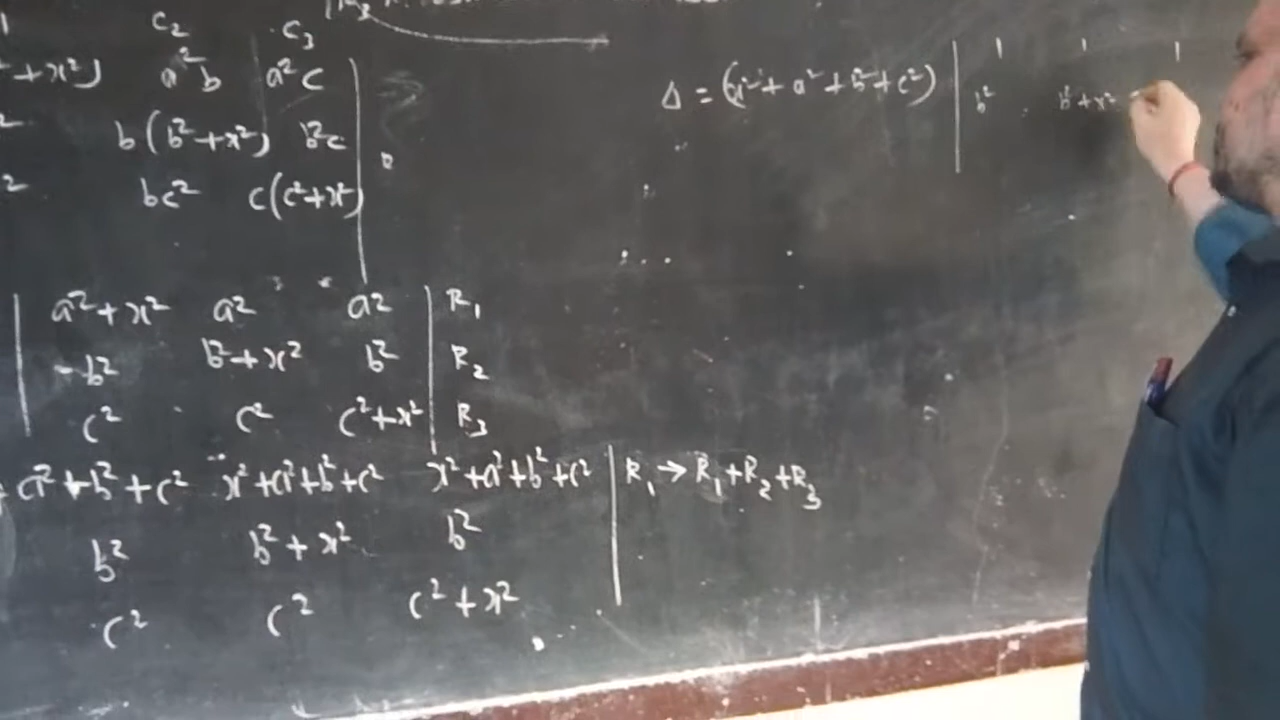 C₂ C₃
+x²) a²b a²c
b(b²+x²) b²c
bc² c(c²+x²)
a²+x² a² a² R₁
b² b²+x² b² R₂
c² c² c²+x² R₃
a²+b²+c² x²+a²+b²+c² x²+a²+b²+c² R₁→R₁+R₂+R₃
b² b²+x² b²
c² c² c²+x²
Δ = (x²+a²+b²+c²) | 1 1 1
b² b²+x²